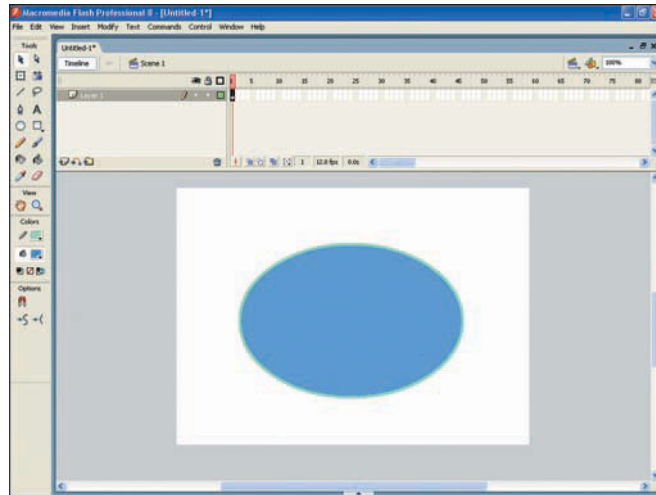 Macromedia Flash Professional 8 - [Untitled-1*]
File Edit View Insert Modify Text Commands Control Window Help
Tools
Untitled-1*
Timeline Scene 1 100%
1 5 10 15 20 25 30 35 40 45 50 55 60 65 70 75 80
Layer 1
1 12.0 fps 0.0s
View
Colors
Options